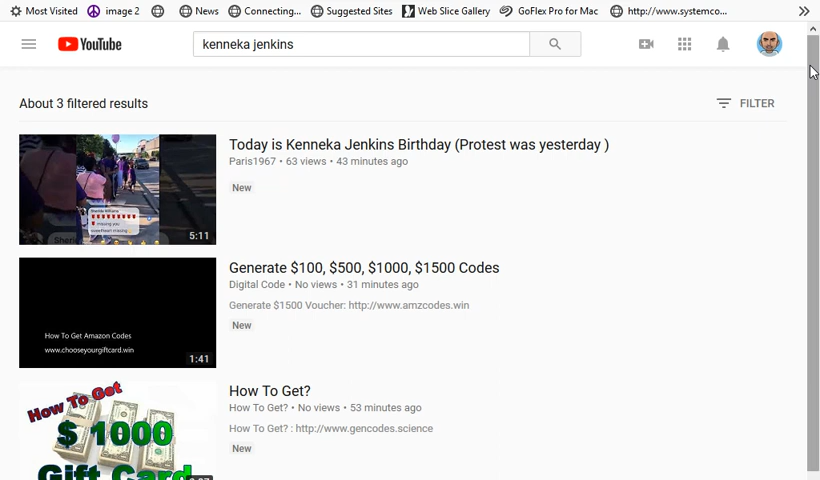 Most Visited
image 2
News
Connecting...
Suggested Sites
Web Slice Gallery
GoFlex Pro for Mac
http://www.systemco...
YouTube
kenneka jenkins
About 3 filtered results
FILTER
Today is Kenneka Jenkins Birthday (Protest was yesterday )
Paris1967 • 63 views • 43 minutes ago
New
missing you
5:11
Generate $100, $500, $1000, $1500 Codes
Digital Code • No views • 31 minutes ago
Generate $1500 Voucher: http://www.amzcodes.win
New
How To Get Amazon Codes
www.chooseyourgiftcard.win
1:41
How To Get?
How To Get? • No views • 53 minutes ago
How To Get? : http://www.gencodes.science
New
How To Get
$ 1000
Gift Card